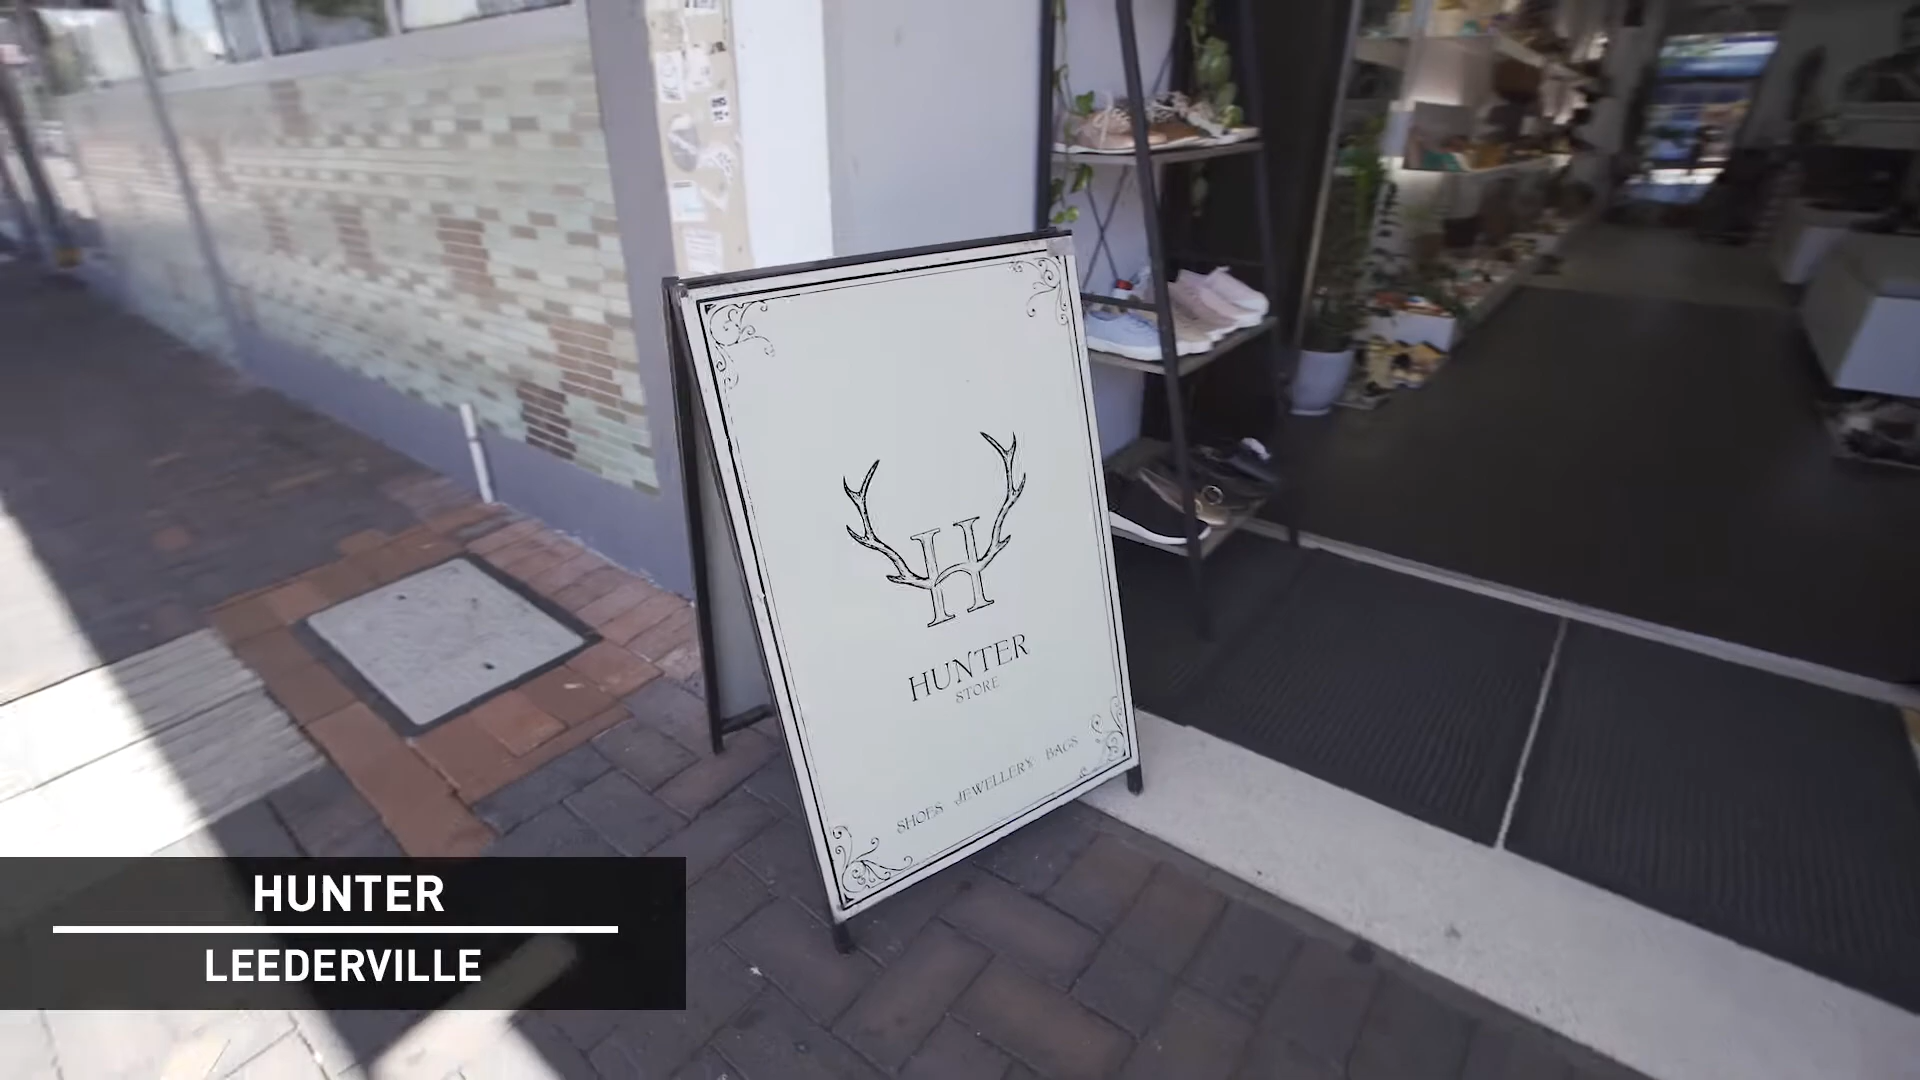 H
HUNTER
STORE
SHOES JEWELLERY BAGS
HUNTER
LEEDERVILLE